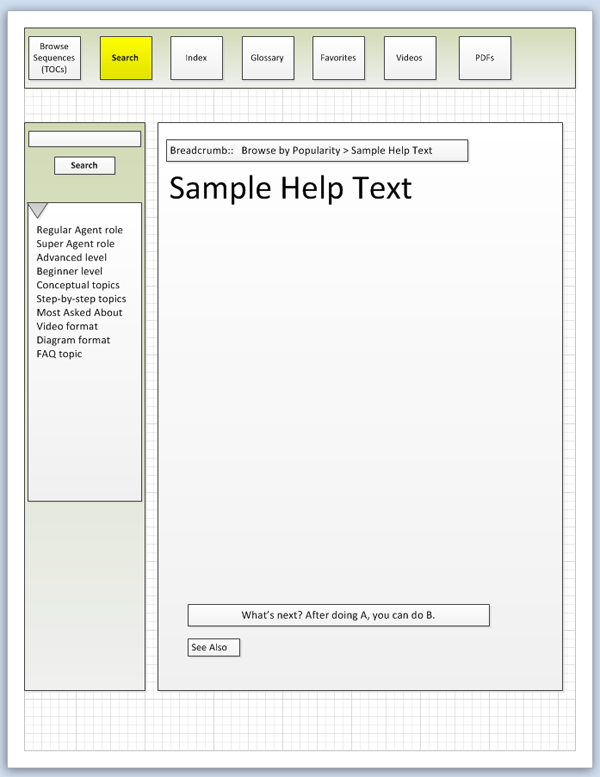 Browse
Sequences
(TOCs)
Search
Index
Glossary
Favorites
Videos
PDFs
Search
Regular Agent role
Super Agent role
Advanced level
Beginner level
Conceptual topics
Step-by-step topics
Most Asked About
Video format
Diagram format
FAQ topic
Breadcrumb:: Browse by Popularity > Sample Help Text
Sample Help Text
What's next? After doing A, you can do B.
See Also